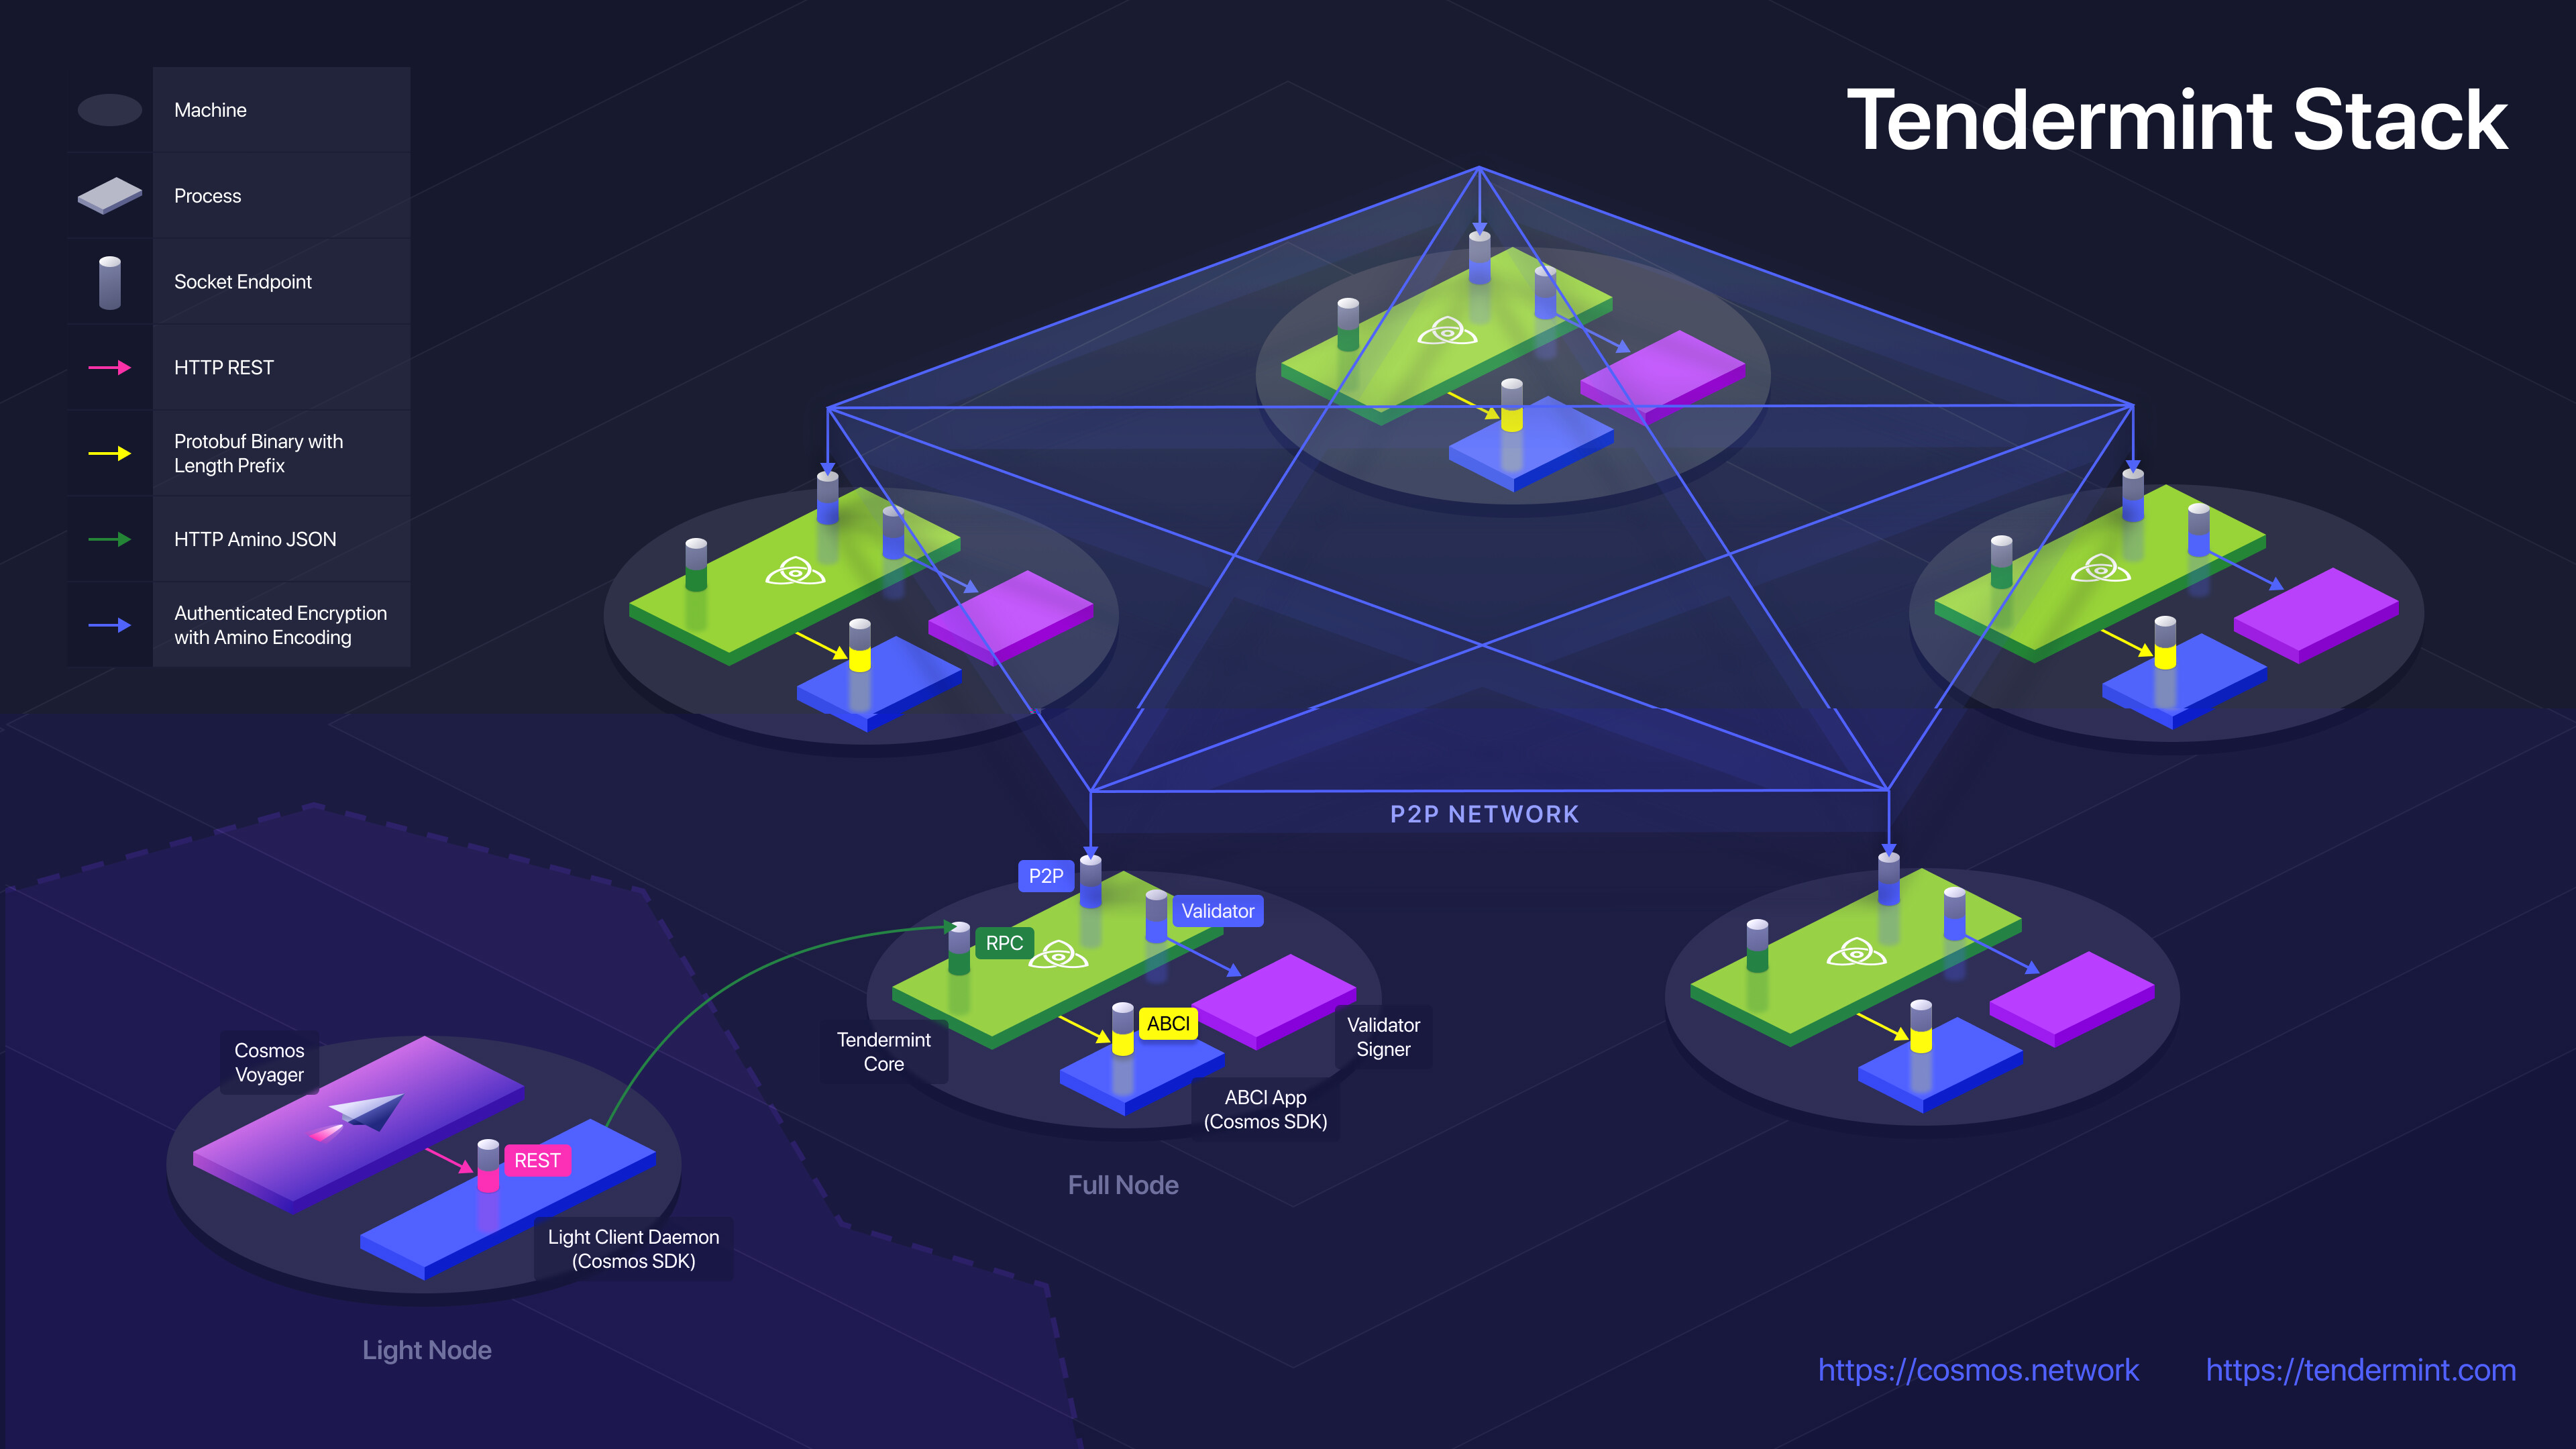 Tendermint Stack
Machine
Process
Socket Endpoint
HTTP REST
Protobuf Binary with
Length Prefix
HTTP Amino JSON
Authenticated Encryption
with Amino Encoding
P2P NETWORK
P2P
Validator
RPC
ABCI
Tendermint
Core
Validator
Signer
ABCI App
(Cosmos SDK)
Full Node
Cosmos
Voyager
REST
Light Client Daemon
(Cosmos SDK)
Light Node
https://cosmos.network
https://tendermint.com